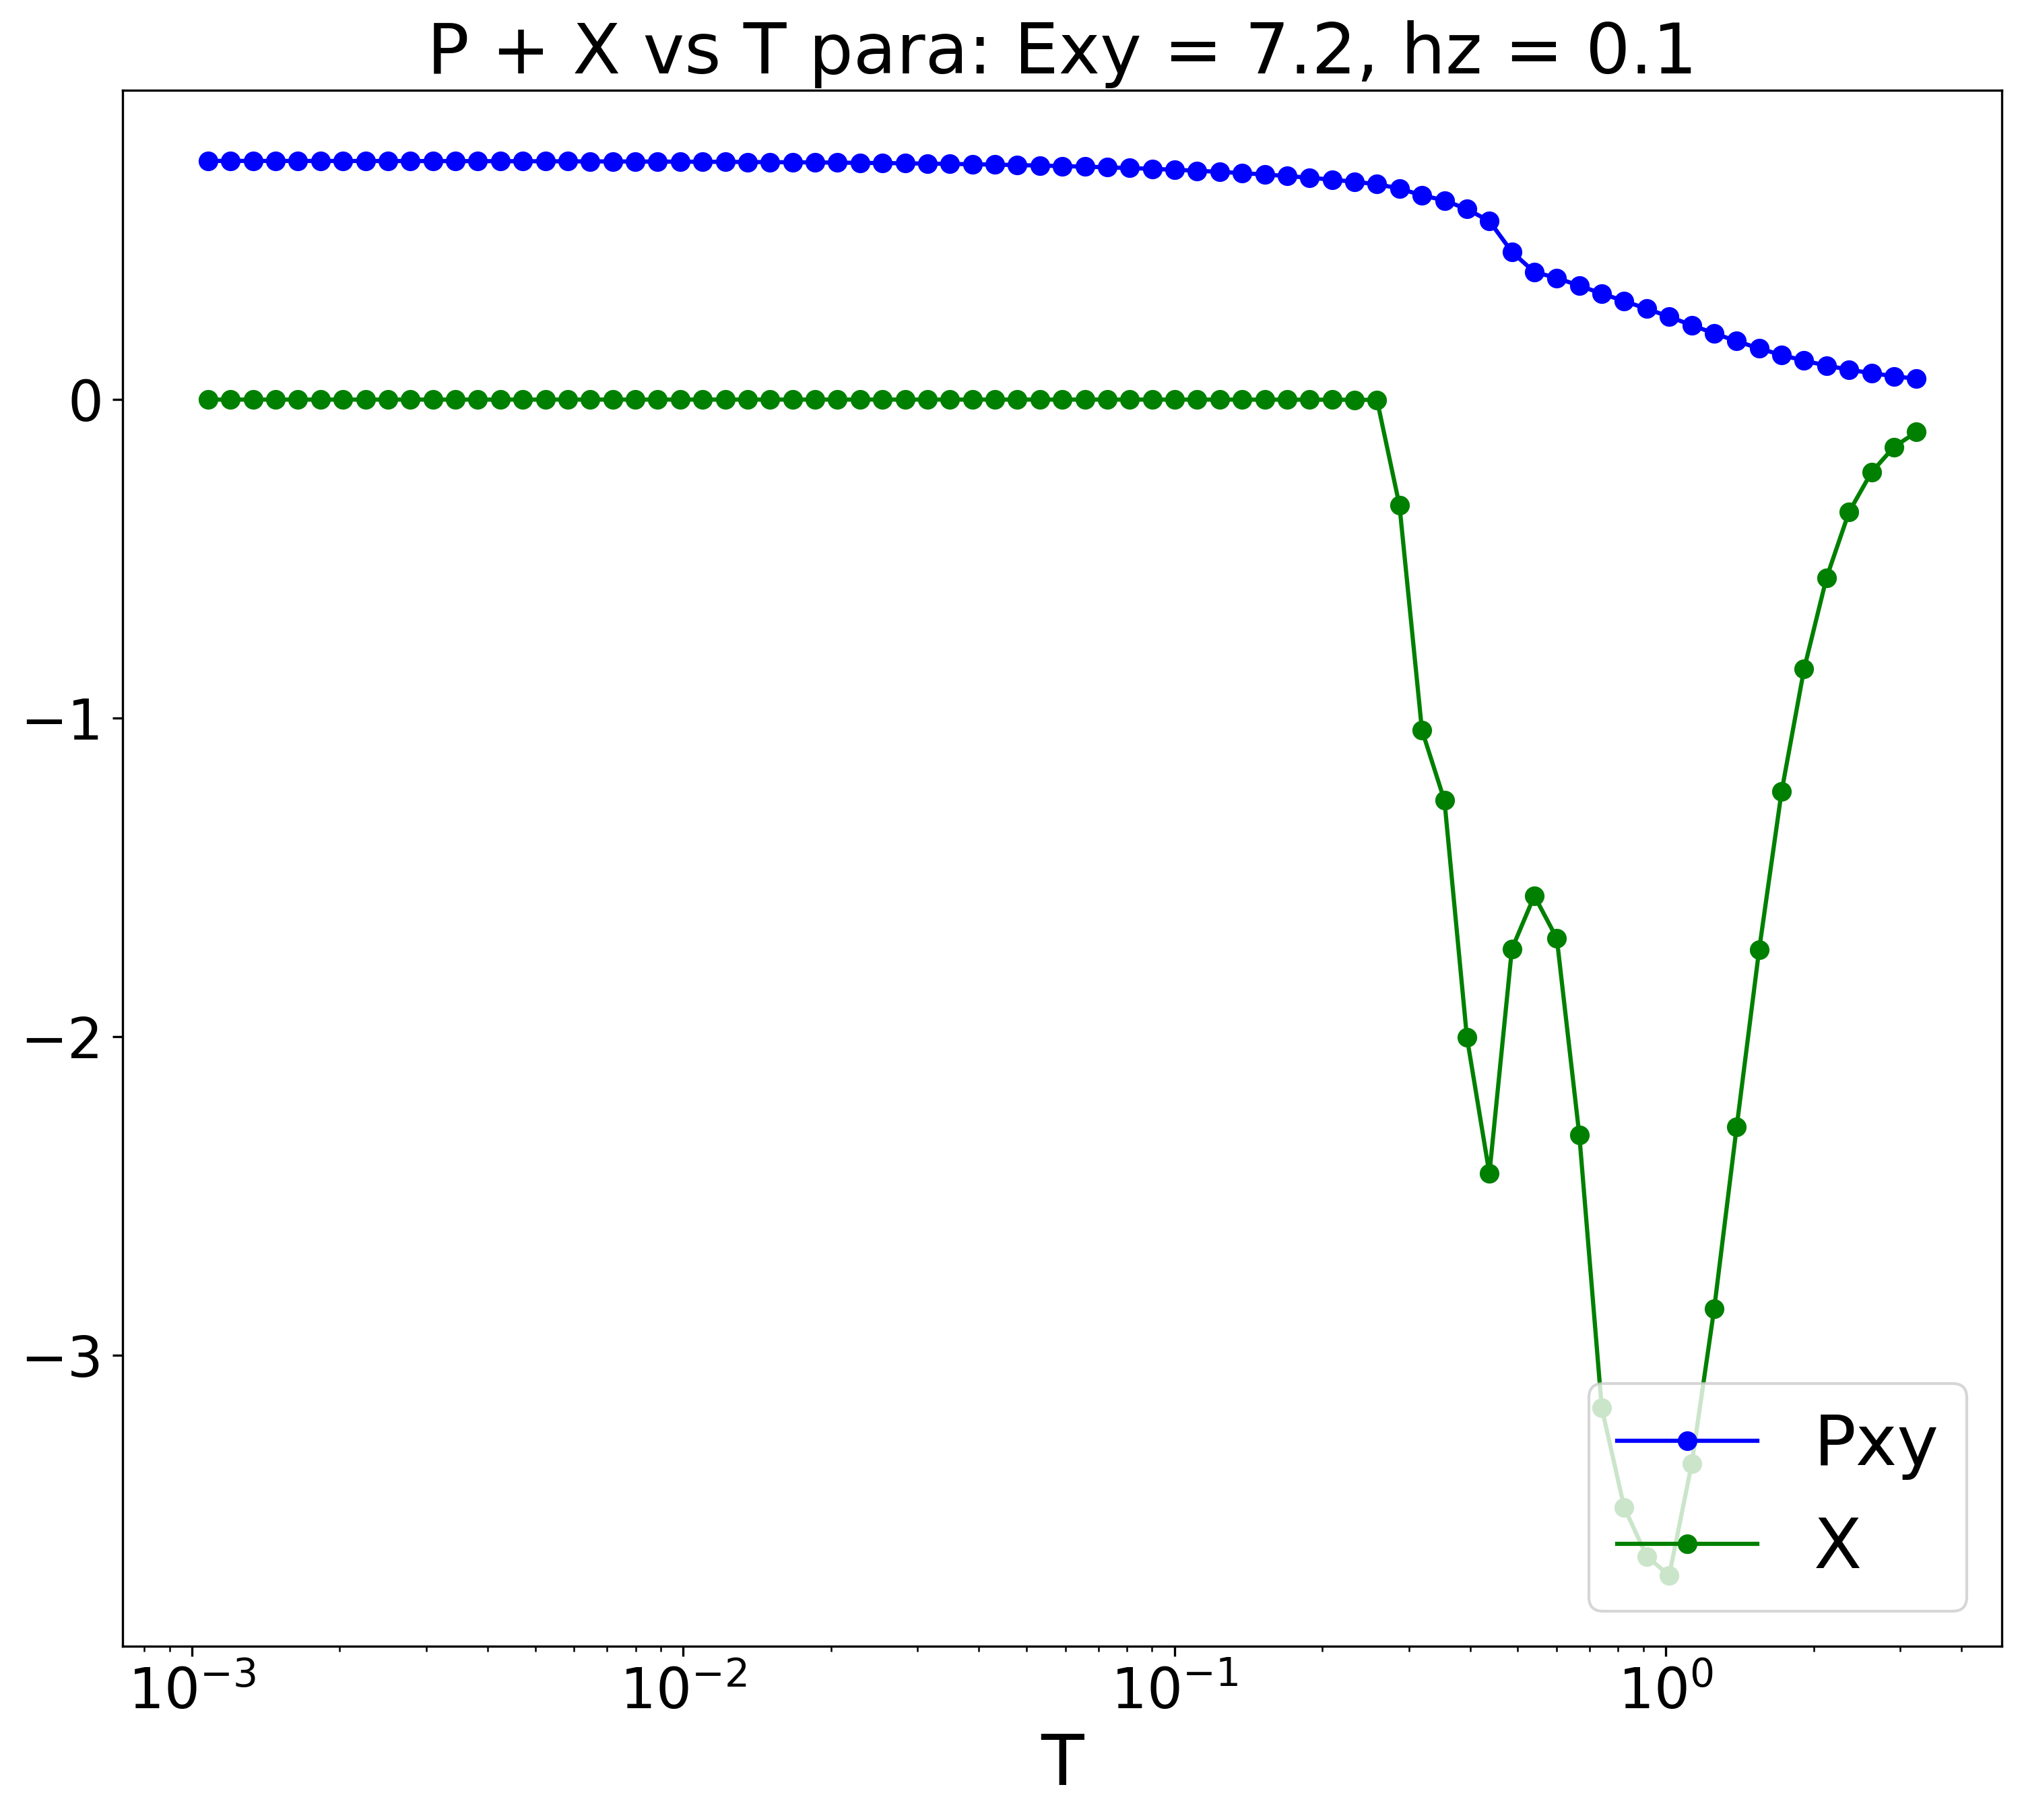 P + X vs T para: Exy = 7.2, hz = 0.1
0
−1
−2
−3
Pxy
X
10⁻³ 10⁻² 10⁻¹ 10⁰
T